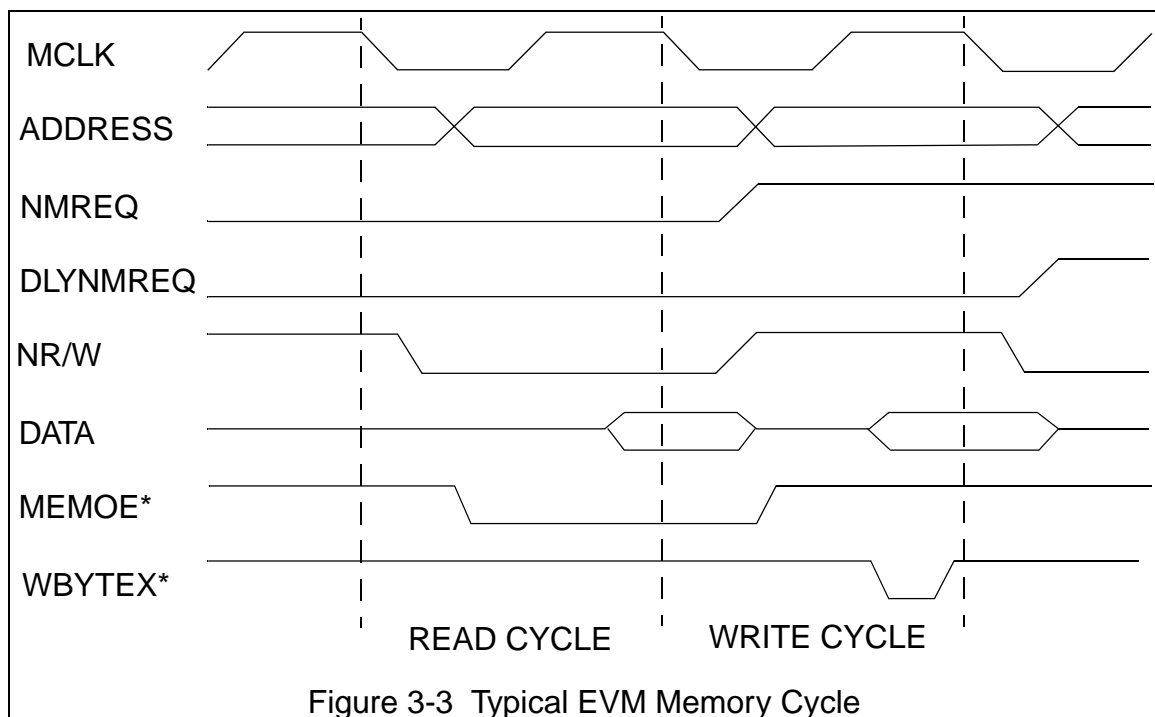 MCLK
ADDRESS
NMREQ
DLYNMREQ
NR/W
DATA
MEMOE*
WBYTEX*
READ CYCLE WRITE CYCLE
Figure 3-3 Typical EVM Memory Cycle